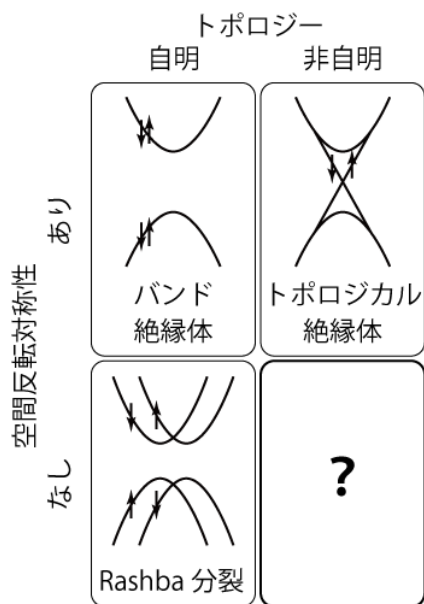 トポロジー
自明
非自明
空間反転対称性
あり
バンド
絶縁体
トポロジカル
絶縁体
なし
Rashba 分裂
?